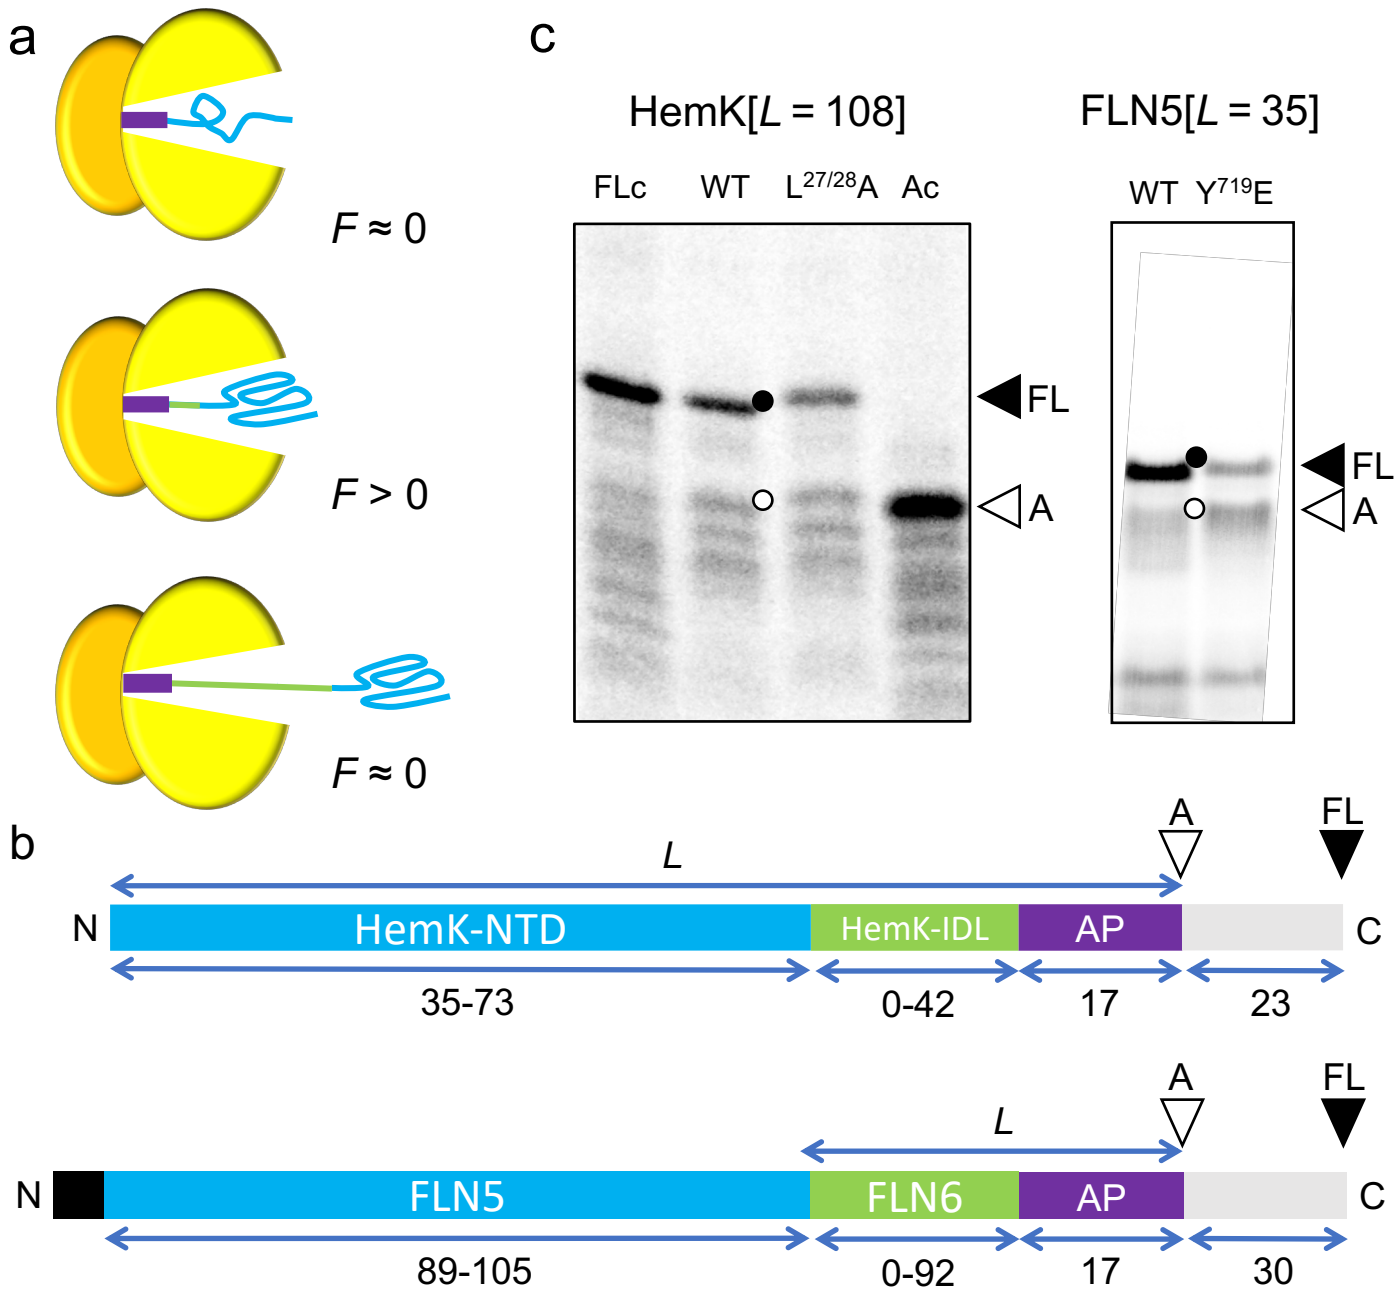 a
F ≈ 0
F > 0
F ≈ 0
c
HemK[L = 108]
FLN5[L = 35]
FLc WT L27/28A Ac
WT Y719E
FL
A
FL
A
b
A FL
L
N HemK-NTD HemK-IDL AP C
35-73 0-42 17 23
A FL
L
N FLN5 FLN6 AP C
89-105 0-92 17 30